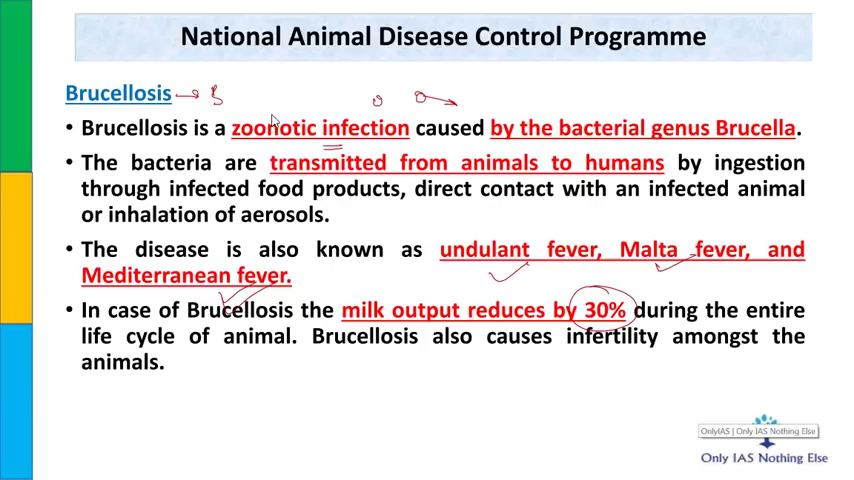 National Animal Disease Control Programme
Brucellosis
• Brucellosis is a zoonotic infection caused by the bacterial genus Brucella.
• The bacteria are transmitted from animals to humans by ingestion
through infected food products, direct contact with an infected animal
or inhalation of aerosols.
• The disease is also known as undulant fever, Malta fever, and
Mediterranean fever.
• In case of Brucellosis the milk output reduces by 30% during the entire
life cycle of animal. Brucellosis also causes infertility amongst the
animals.
OnlyIAS | Only IAS Nothing Else
Only IAS Nothing Else